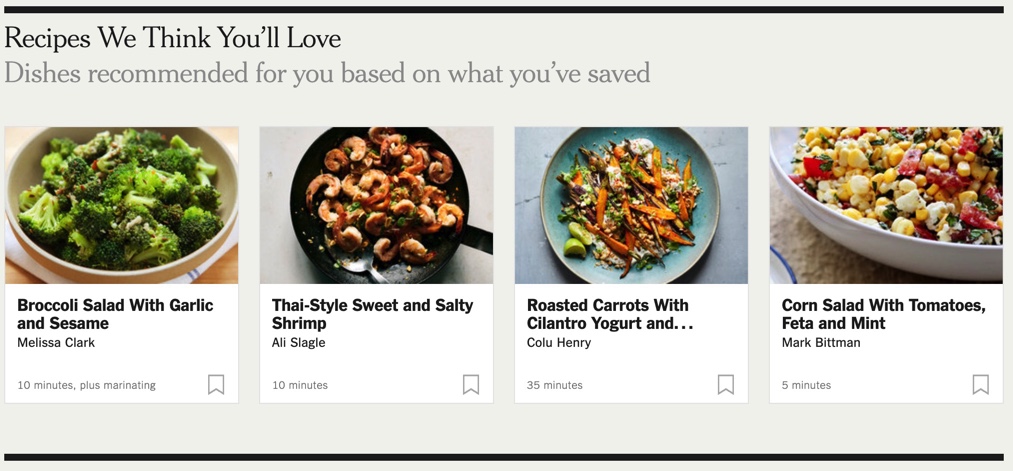 Recipes We Think You’ll Love
Dishes recommended for you based on what you’ve saved
Broccoli Salad With Garlic
and Sesame
Melissa Clark
10 minutes, plus marinating
Thai-Style Sweet and Salty
Shrimp
Ali Slagle
10 minutes
Roasted Carrots With
Cilantro Yogurt and…
Colu Henry
35 minutes
Corn Salad With Tomatoes,
Feta and Mint
Mark Bittman
5 minutes